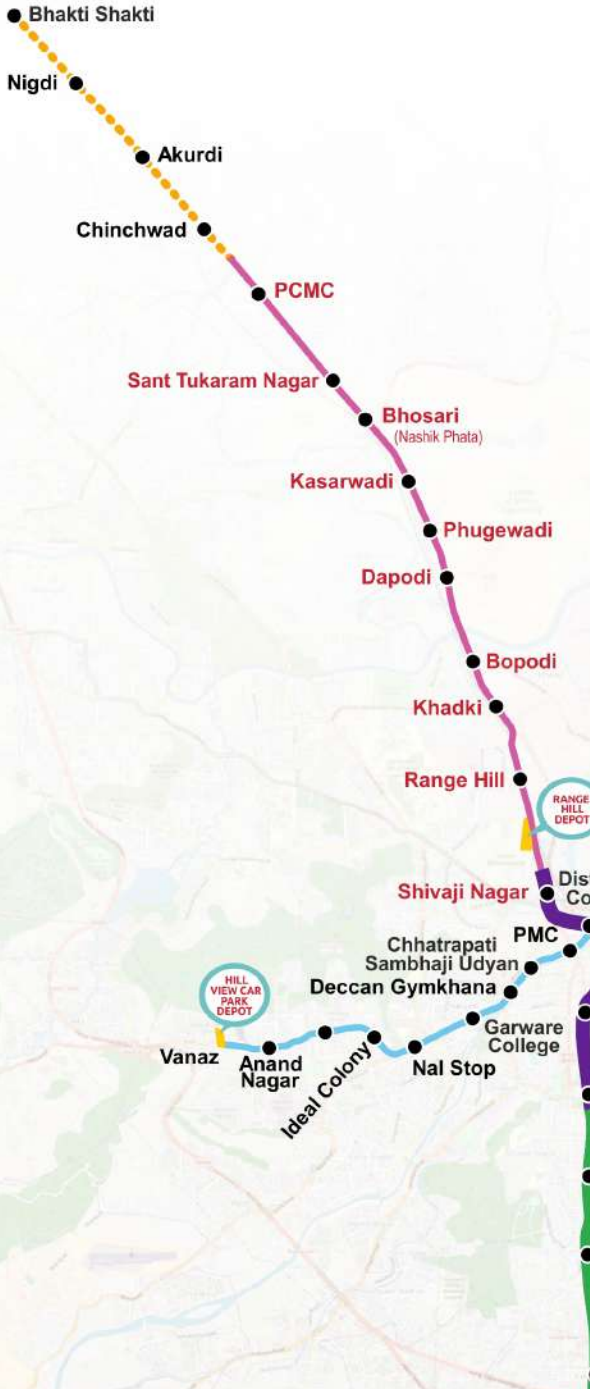 Bhakti Shakti
Nigdi
Akurdi
Chinchwad
PCMC
Sant Tukaram Nagar
Bhosari
(Nashik Phata)
Kasarwadi
Phugewadi
Dapodi
Bopodi
Khadki
Range Hill
RANGE
HILL
DEPOT
Shivaji Nagar
Dist
Co
PMC
Chhatrapati
Sambhaji Udyan
Deccan Gymkhana
HILL
VIEW CAR
PARK
DEPOT
Garware
College
Vanaz
Anand
Nagar
Ideal Colony
Nal Stop